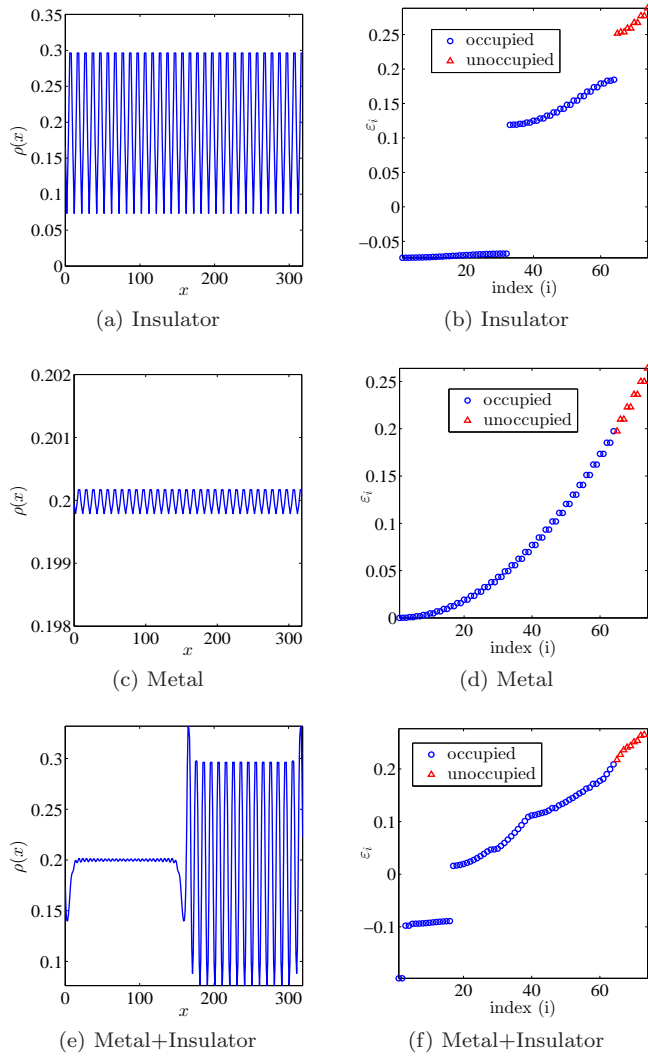 0.35
0.3
0.25
0.2
0.15
0.1
0.05
0
ρ(x)
0 100 200 300
x
(a) Insulator
0.25
0.2
0.15
0.1
0.05
0
−0.05
εi
occupied
unoccupied
20 40 60
index (i)
(b) Insulator
0.202
0.201
0.2
0.199
0.198
ρ(x)
0 100 200 300
x
(c) Metal
0.25
0.2
0.15
0.1
0.05
0
εi
occupied
unoccupied
20 40 60
index (i)
(d) Metal
0.3
0.25
0.2
0.15
0.1
ρ(x)
0 100 200 300
x
(e) Metal+Insulator
0.2
0.1
0
−0.1
εi
occupied
unoccupied
20 40 60
index (i)
(f) Metal+Insulator